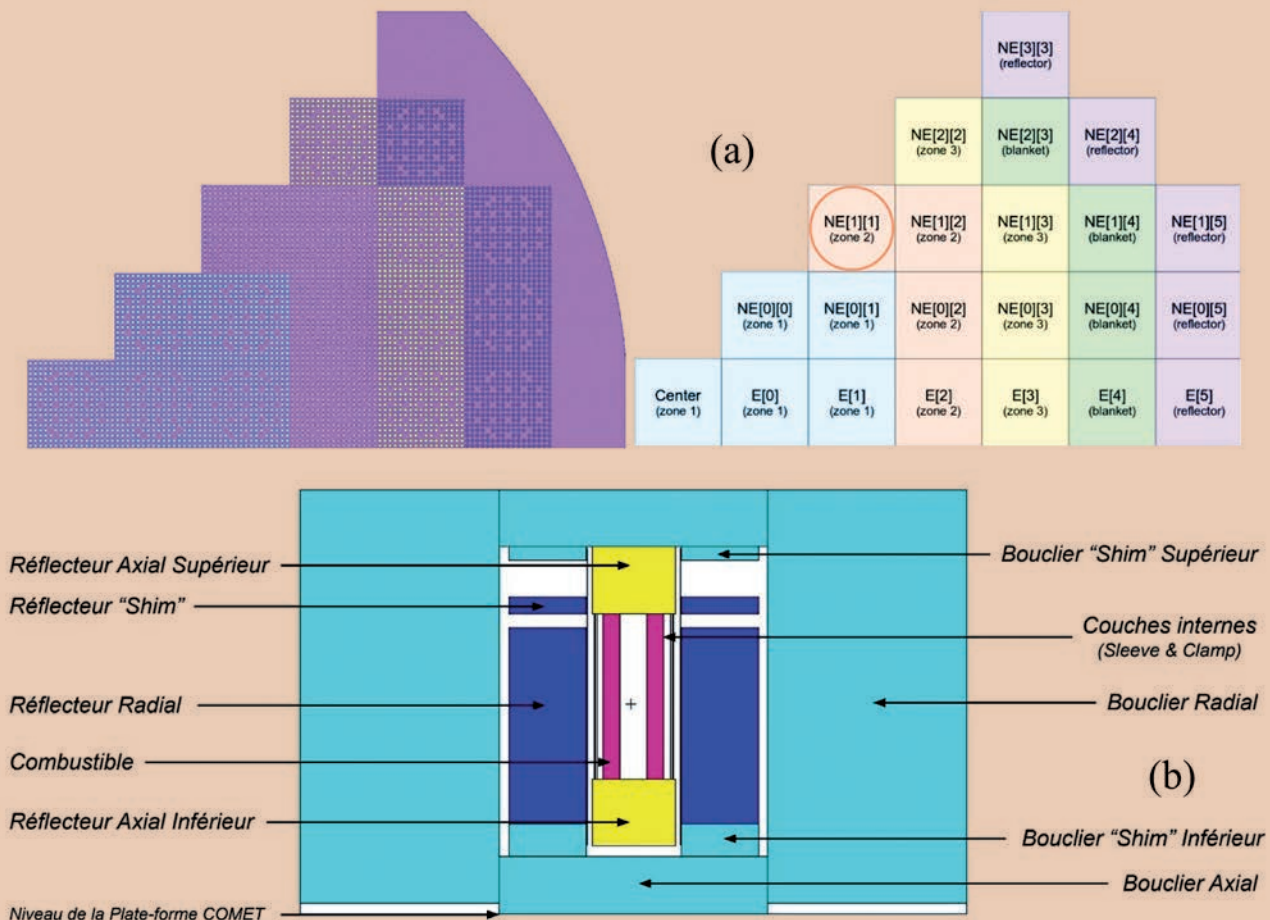 NE[3][3]
(reflector)
(a)
NE[2][2]
(zone 3)
NE[2][3]
(blanket)
NE[2][4]
(reflector)
NE[1][1]
(zone 2)
NE[1][2]
(zone 2)
NE[1][3]
(zone 3)
NE[1][4]
(blanket)
NE[1][5]
(reflector)
NE[0][0]
(zone 1)
NE[0][1]
(zone 1)
NE[0][2]
(zone 2)
NE[0][3]
(zone 3)
NE[0][4]
(blanket)
NE[0][5]
(reflector)
Center
(zone 1)
E[0]
(zone 1)
E[1]
(zone 1)
E[2]
(zone 2)
E[3]
(zone 3)
E[4]
(blanket)
E[5]
(reflector)
Réflecteur Axial Supérieur
Réflecteur “Shim”
Réflecteur Radial
Combustible
Réflecteur Axial Inférieur
Niveau de la Plate-forme COMET
Bouclier “Shim” Supérieur
Couches internes
(Sleeve & Clamp)
Bouclier Radial
(b)
Bouclier “Shim” Inférieur
Bouclier Axial